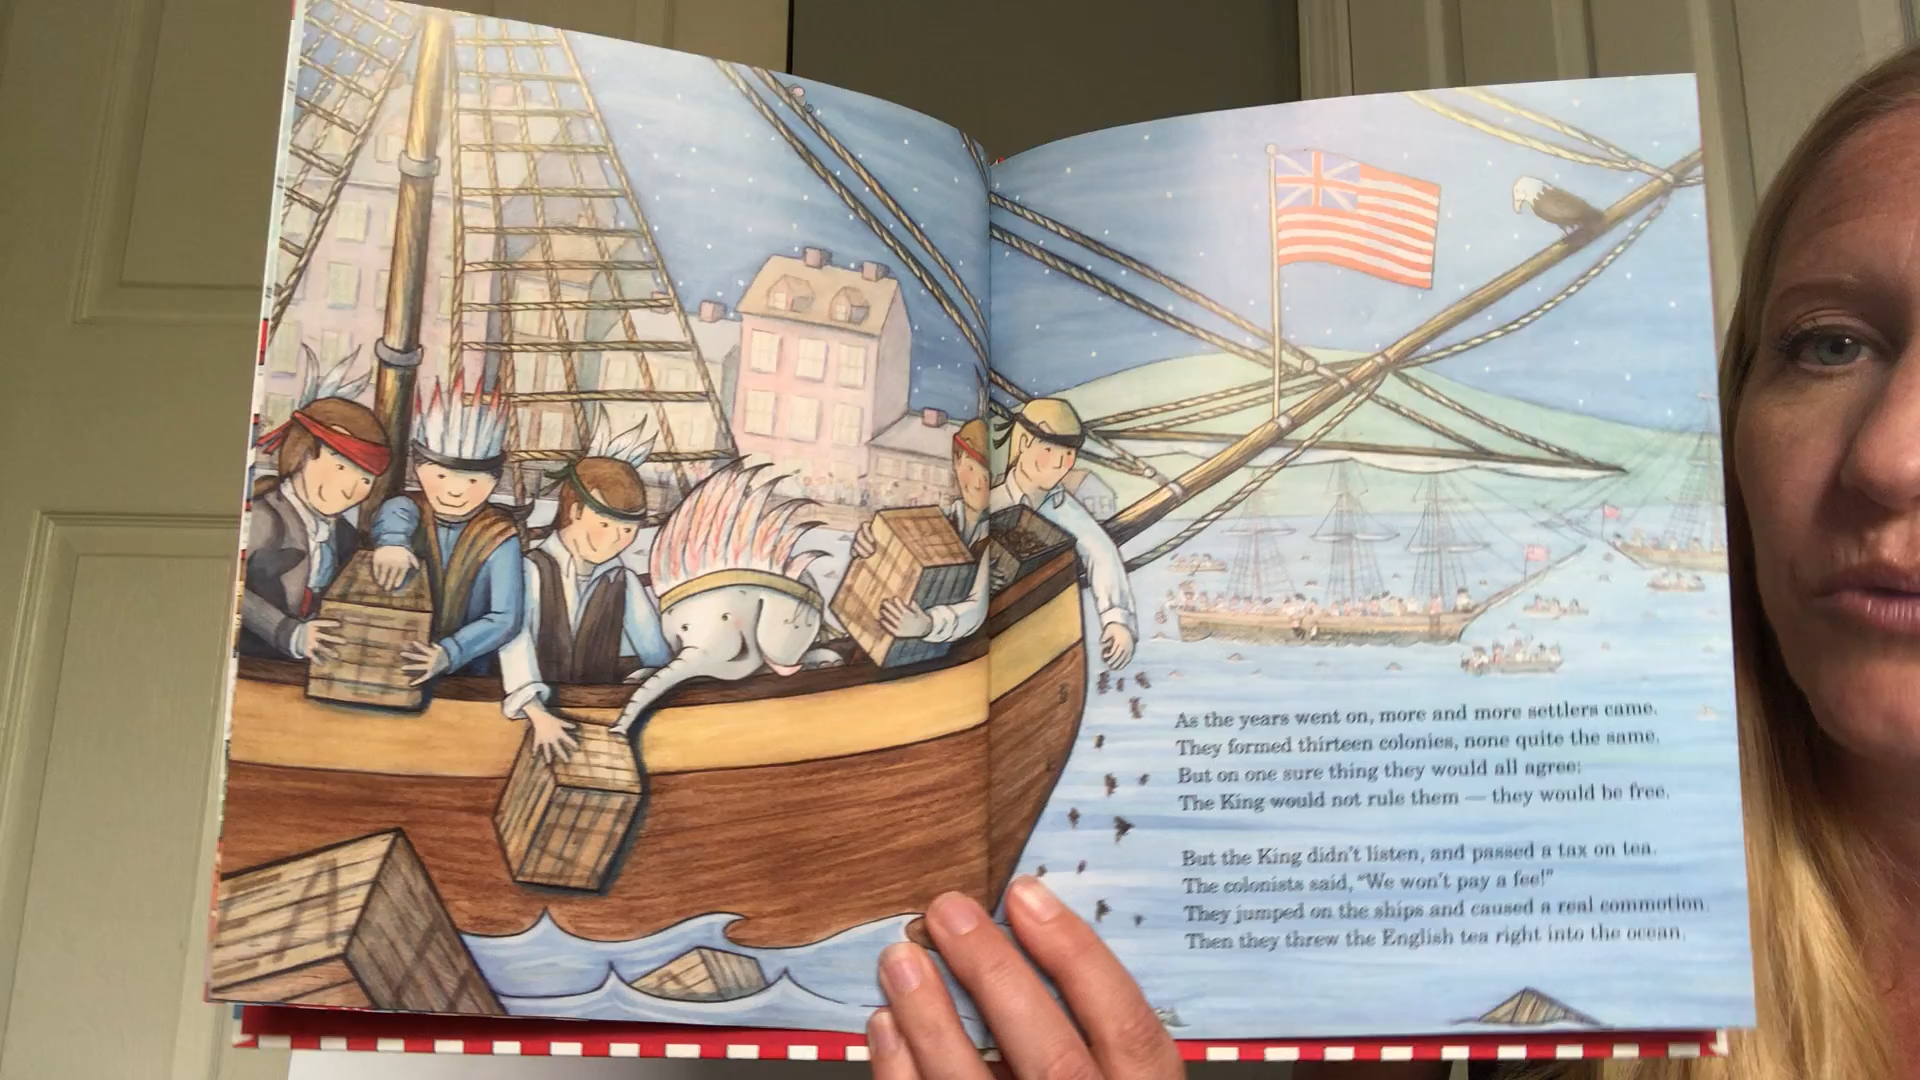 As the years went on, more and more settlers came.
They formed thirteen colonies, none quite the same.
But on one sure thing they would all agree:
The King would not rule them — they would be free.
But the King didn't listen, and passed a tax on tea.
The colonists said, "We won't pay a fee!"
They jumped on the ships and caused a real commotion.
Then they threw the English tea right into the ocean.